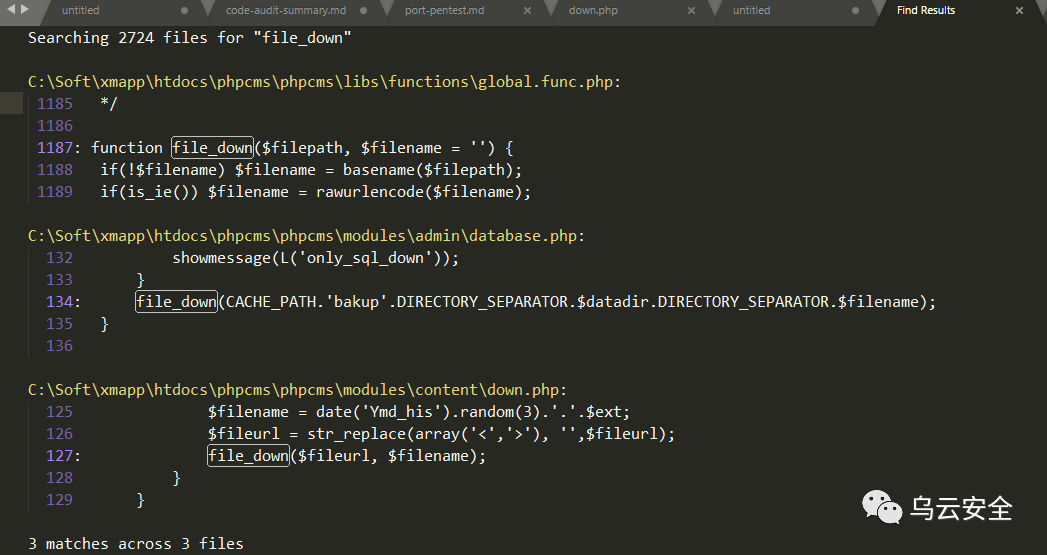 untitled
code-audit-summary.md
port-pentest.md
down.php
untitled
Find Results
Searching 2724 files for "file_down"
C:\Soft\xmapp\htdocs\phpcms\phpcms\libs\functions\global.func.php:
1185 */
1186
1187: function file_down($filepath, $filename = '') {
1188 if(!$filename) $filename = basename($filepath);
1189 if(is_ie()) $filename = rawurlencode($filename);
C:\Soft\xmapp\htdocs\phpcms\phpcms\modules\admin\database.php:
132 showmessage(L('only_sql_down'));
133 }
134: file_down(CACHE_PATH.'bakup'.DIRECTORY_SEPARATOR.$datadir.DIRECTORY_SEPARATOR.$filename);
135 }
136
C:\Soft\xmapp\htdocs\phpcms\phpcms\modules\content\down.php:
125 $filename = date('Ymd_his').random(3).'.'.$ext;
126 $fileurl = str_replace(array('<','>'), '',$fileurl);
127: file_down($fileurl, $filename);
128 }
129 }
乌云安全
3 matches across 3 files